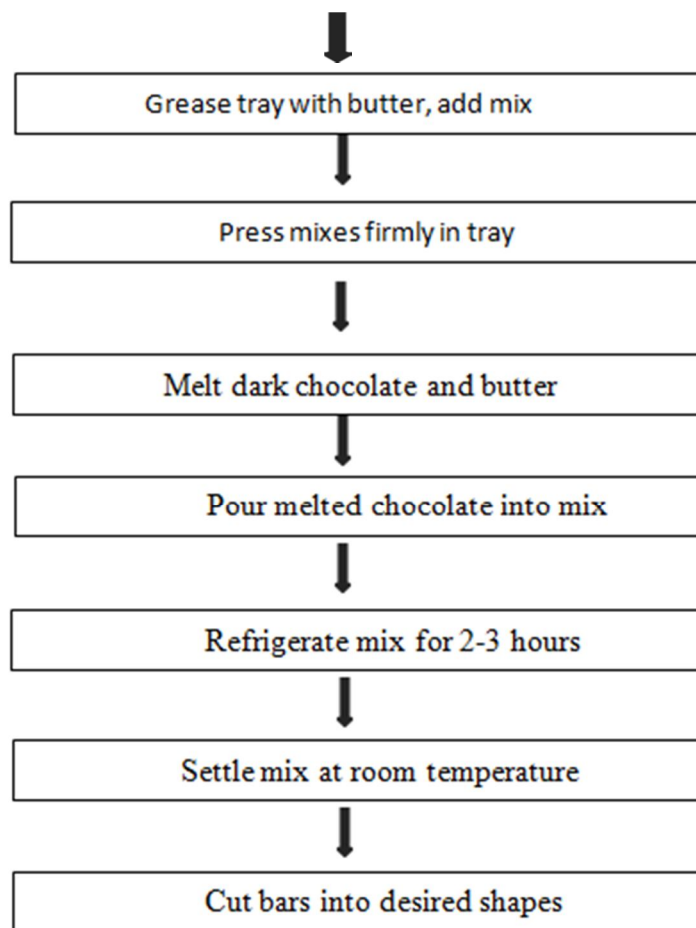 Grease tray with butter, add mix
Press mixes firmly in tray
Melt dark chocolate and butter
Pour melted chocolate into mix
Refrigerate mix for 2-3 hours
Settle mix at room temperature
Cut bars into desired shapes